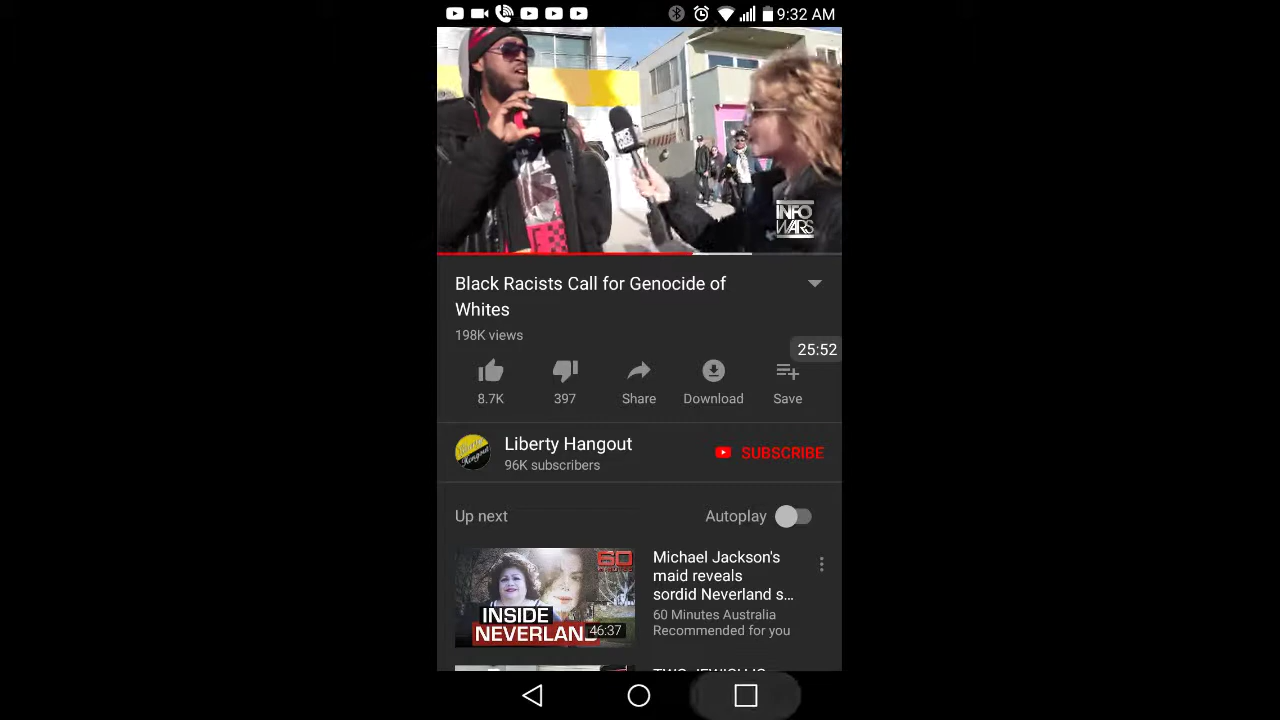 9:32 AM
INFO
WARS
Black Racists Call for Genocide of
Whites
198K views
25:52
8.7K
397
Share
Download
Save
Liberty Hangout
96K subscribers
SUBSCRIBE
Up next
Autoplay
60
INSIDE
NEVERLAND
46:37
Michael Jackson's
maid reveals
sordid Neverland s...
60 Minutes Australia
Recommended for you